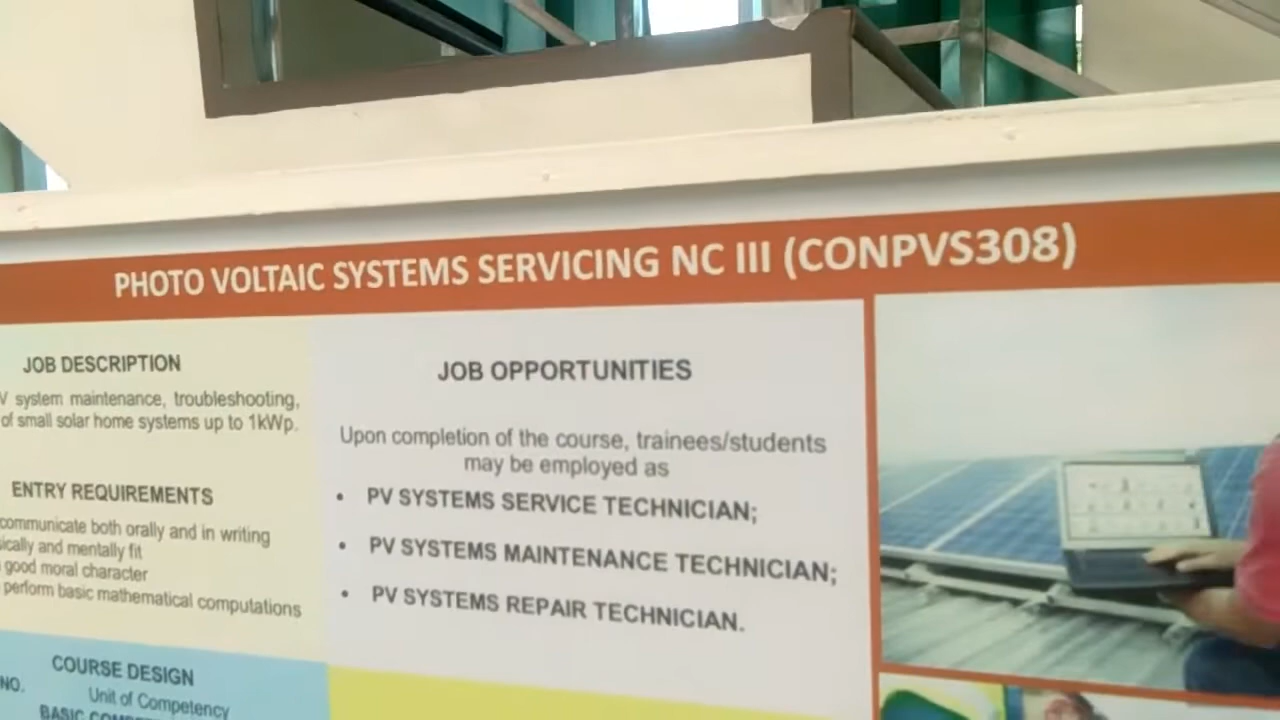 PHOTO VOLTAIC SYSTEMS SERVICING NC III (CONPVS308)
JOB DESCRIPTION
V system maintenance, troubleshooting,
of small solar home systems up to 1kWp.
ENTRY REQUIREMENTS
communicate both orally and in writing
ically and mentally fit
good moral character
perform basic mathematical computations
COURSE DESIGN
NO. Unit of Competency
BASIC
JOB OPPORTUNITIES
Upon completion of the course, trainees/students
may be employed as
• PV SYSTEMS SERVICE TECHNICIAN;
• PV SYSTEMS MAINTENANCE TECHNICIAN;
• PV SYSTEMS REPAIR TECHNICIAN.